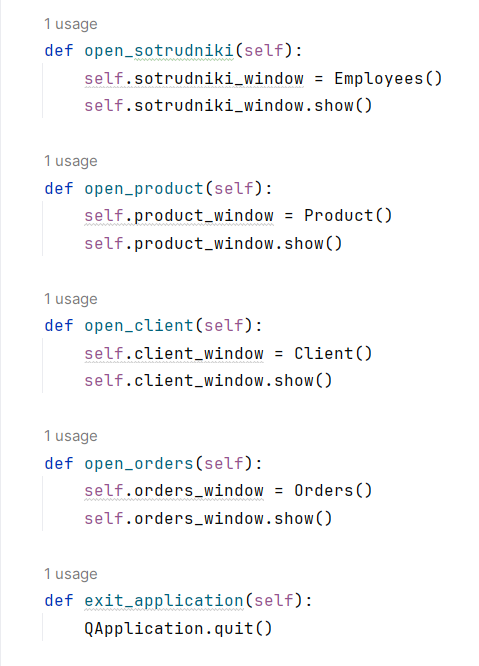 1 usage
def open_sotrudniki(self):
    self.sotrudniki_window = Employees()
    self.sotrudniki_window.show()
1 usage
def open_product(self):
    self.product_window = Product()
    self.product_window.show()
1 usage
def open_client(self):
    self.client_window = Client()
    self.client_window.show()
1 usage
def open_orders(self):
    self.orders_window = Orders()
    self.orders_window.show()
1 usage
def exit_application(self):
    QApplication.quit()